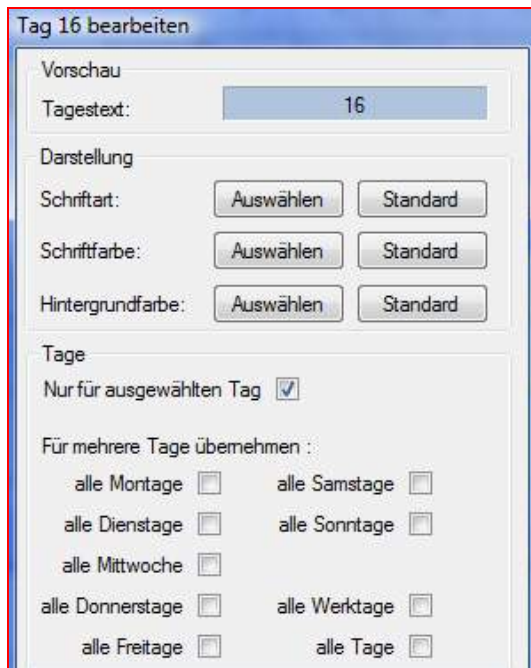 Tag 16 bearbeiten
Vorschau
Tagestext: 16
Darstellung
Schriftart: Auswählen Standard
Schriftfarbe: Auswählen Standard
Hintergrundfarbe: Auswählen Standard
Tage
Nur für ausgewählten Tag
Für mehrere Tage übernehmen :
alle Montage alle Samstage
alle Dienstage alle Sonntage
alle Mittwoche
alle Donnerstage alle Werktage
alle Freitage alle Tage